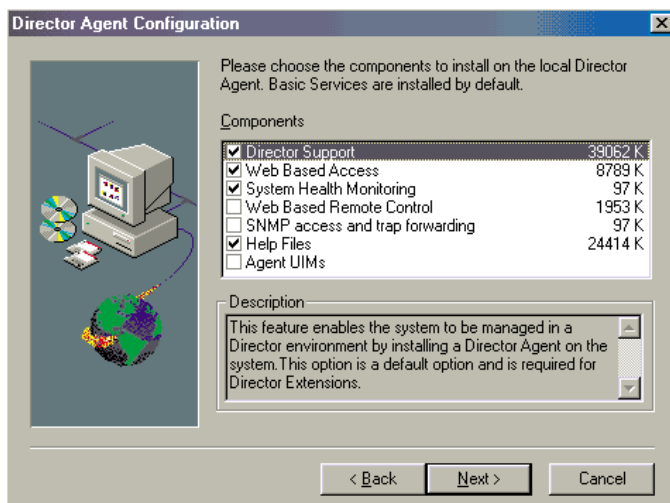 Director Agent Configuration
Please choose the components to install on the local Director
Agent. Basic Services are installed by default.
Components
Director Support 39062 K
Web Based Access 8789 K
System Health Monitoring 97 K
Web Based Remote Control 1953 K
SNMP access and trap forwarding 97 K
Help Files 24414 K
Agent UIMs
Description
This feature enables the system to be managed in a
Director environment by installing a Director Agent on the
system.This option is a default option and is required for
Director Extensions.
< Back Next > Cancel